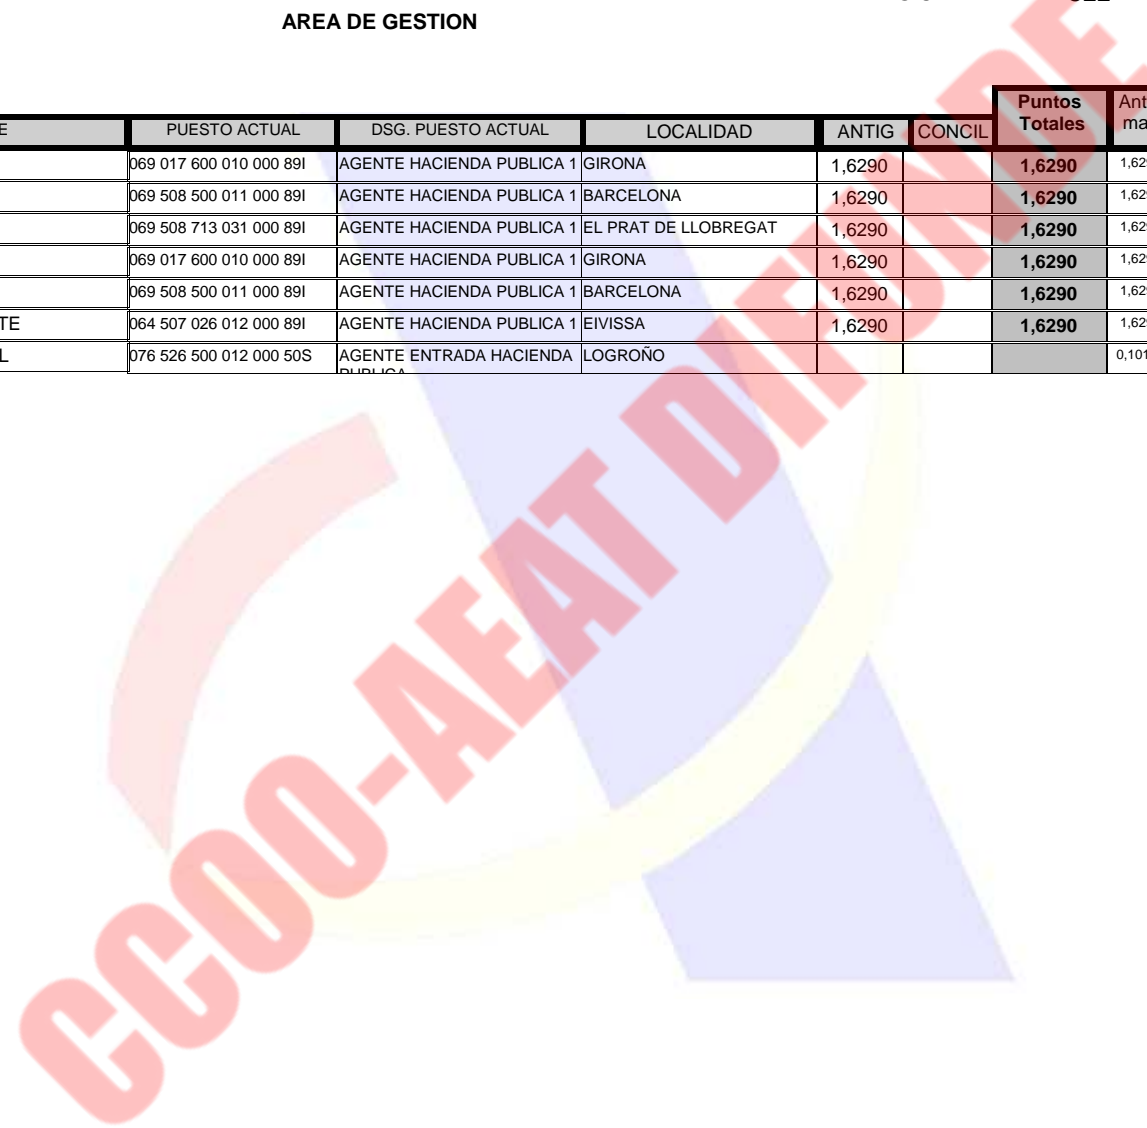 AREA DE GESTION
Puntos Totales
PUESTO ACTUAL DSG. PUESTO ACTUAL LOCALIDAD ANTIG CONCIL
069 017 600 010 000 89I AGENTE HACIENDA PUBLICA 1 GIRONA 1,6290 1,6290
069 508 500 011 000 89I AGENTE HACIENDA PUBLICA 1 BARCELONA 1,6290 1,6290
069 508 713 031 000 89I AGENTE HACIENDA PUBLICA 1 EL PRAT DE LLOBREGAT 1,6290 1,6290
069 017 600 010 000 89I AGENTE HACIENDA PUBLICA 1 GIRONA 1,6290 1,6290
069 508 500 011 000 89I AGENTE HACIENDA PUBLICA 1 BARCELONA 1,6290 1,6290
TE 064 507 026 012 000 89I AGENTE HACIENDA PUBLICA 1 EIVISSA 1,6290 1,6290
L 076 526 500 012 000 50S AGENTE ENTRADA HACIENDA LOGROÑO 0,101
PUBLICA
CCOO-AEAT DIFUNDE